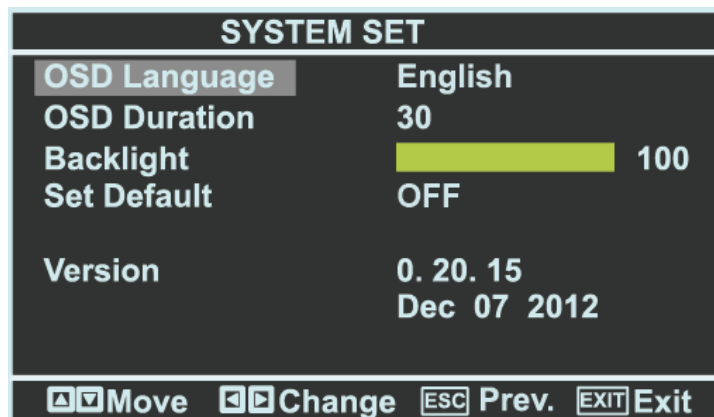 SYSTEM SET
OSD Language English
OSD Duration 30
Backlight 100
Set Default OFF
Version 0. 20. 15
Dec 07 2012
Move Change ESC Prev. EXIT Exit